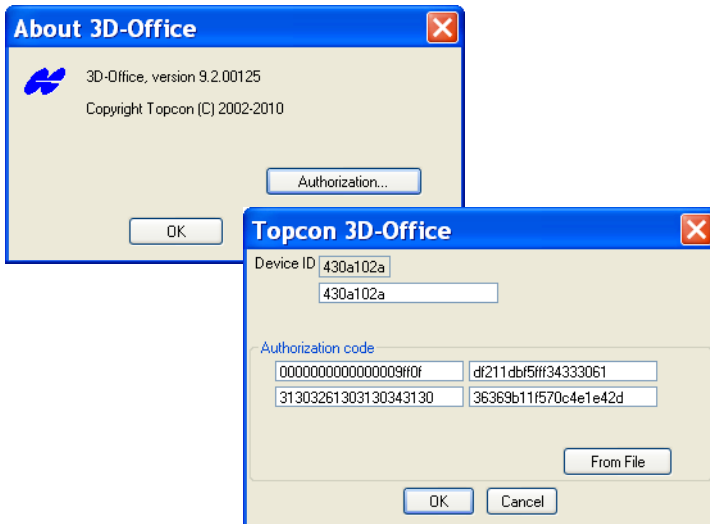 About 3D-Office
3D-Office, version 9.2.00125
Copyright Topcon (C) 2002-2010
Authorization...
OK
Topcon 3D-Office
Device ID 430a102a
430a102a
Authorization code
0000000000000009ff0f df211dbf5fff34333061
31303261303130343130 36369b11f570c4e1e42d
From File
OK Cancel